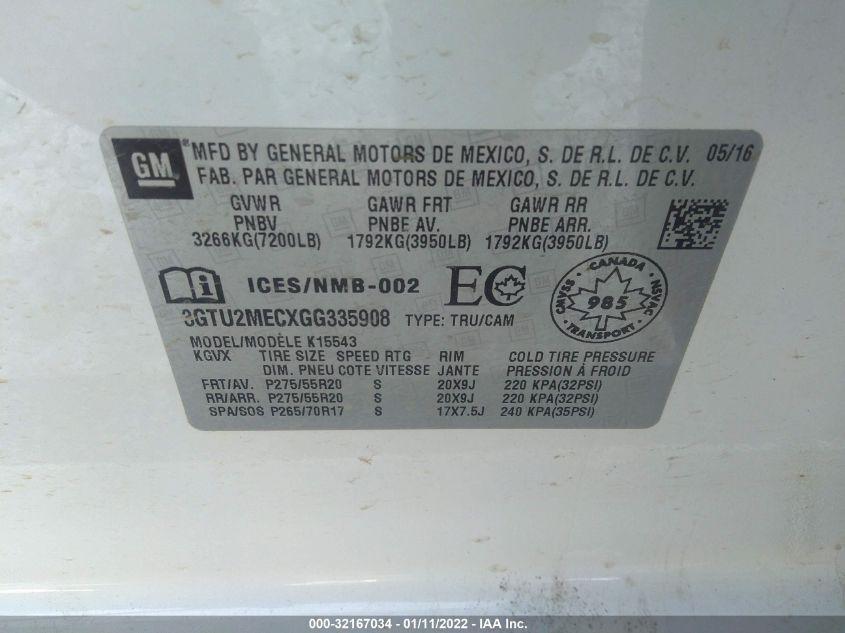 GM
® MFD BY GENERAL MOTORS DE MEXICO, S. DE R.L. DE C.V. 05/16
FAB. PAR GENERAL MOTORS DE MEXICO, S. DE R.L. DE C.V.
GVWR GAWR FRT GAWR RR
PNBV PNBE AV. PNBE ARR.
3266KG(7200LB) 1792KG(3950LB) 1792KG(3950LB)
i ICES/NMB-002 EC
CANADA
CMVSS 985 NSVAC
TRANSPORT
3GTU2MECXGG335908 TYPE: TRU/CAM
MODEL/MODÈLE K15543
KGVX TIRE SIZE SPEED RTG RIM COLD TIRE PRESSURE
DIM. PNEU COTE VITESSE JANTE PRESSION À FROID
FRT/AV. P275/55R20 S 20X9J 220 KPA(32PSI)
RR/ARR. P275/55R20 S 20X9J 220 KPA(32PSI)
SPA/SOS P265/70R17 S 17X7.5J 240 KPA(35PSI)
000-32167034 - 01/11/2022 - IAA Inc.